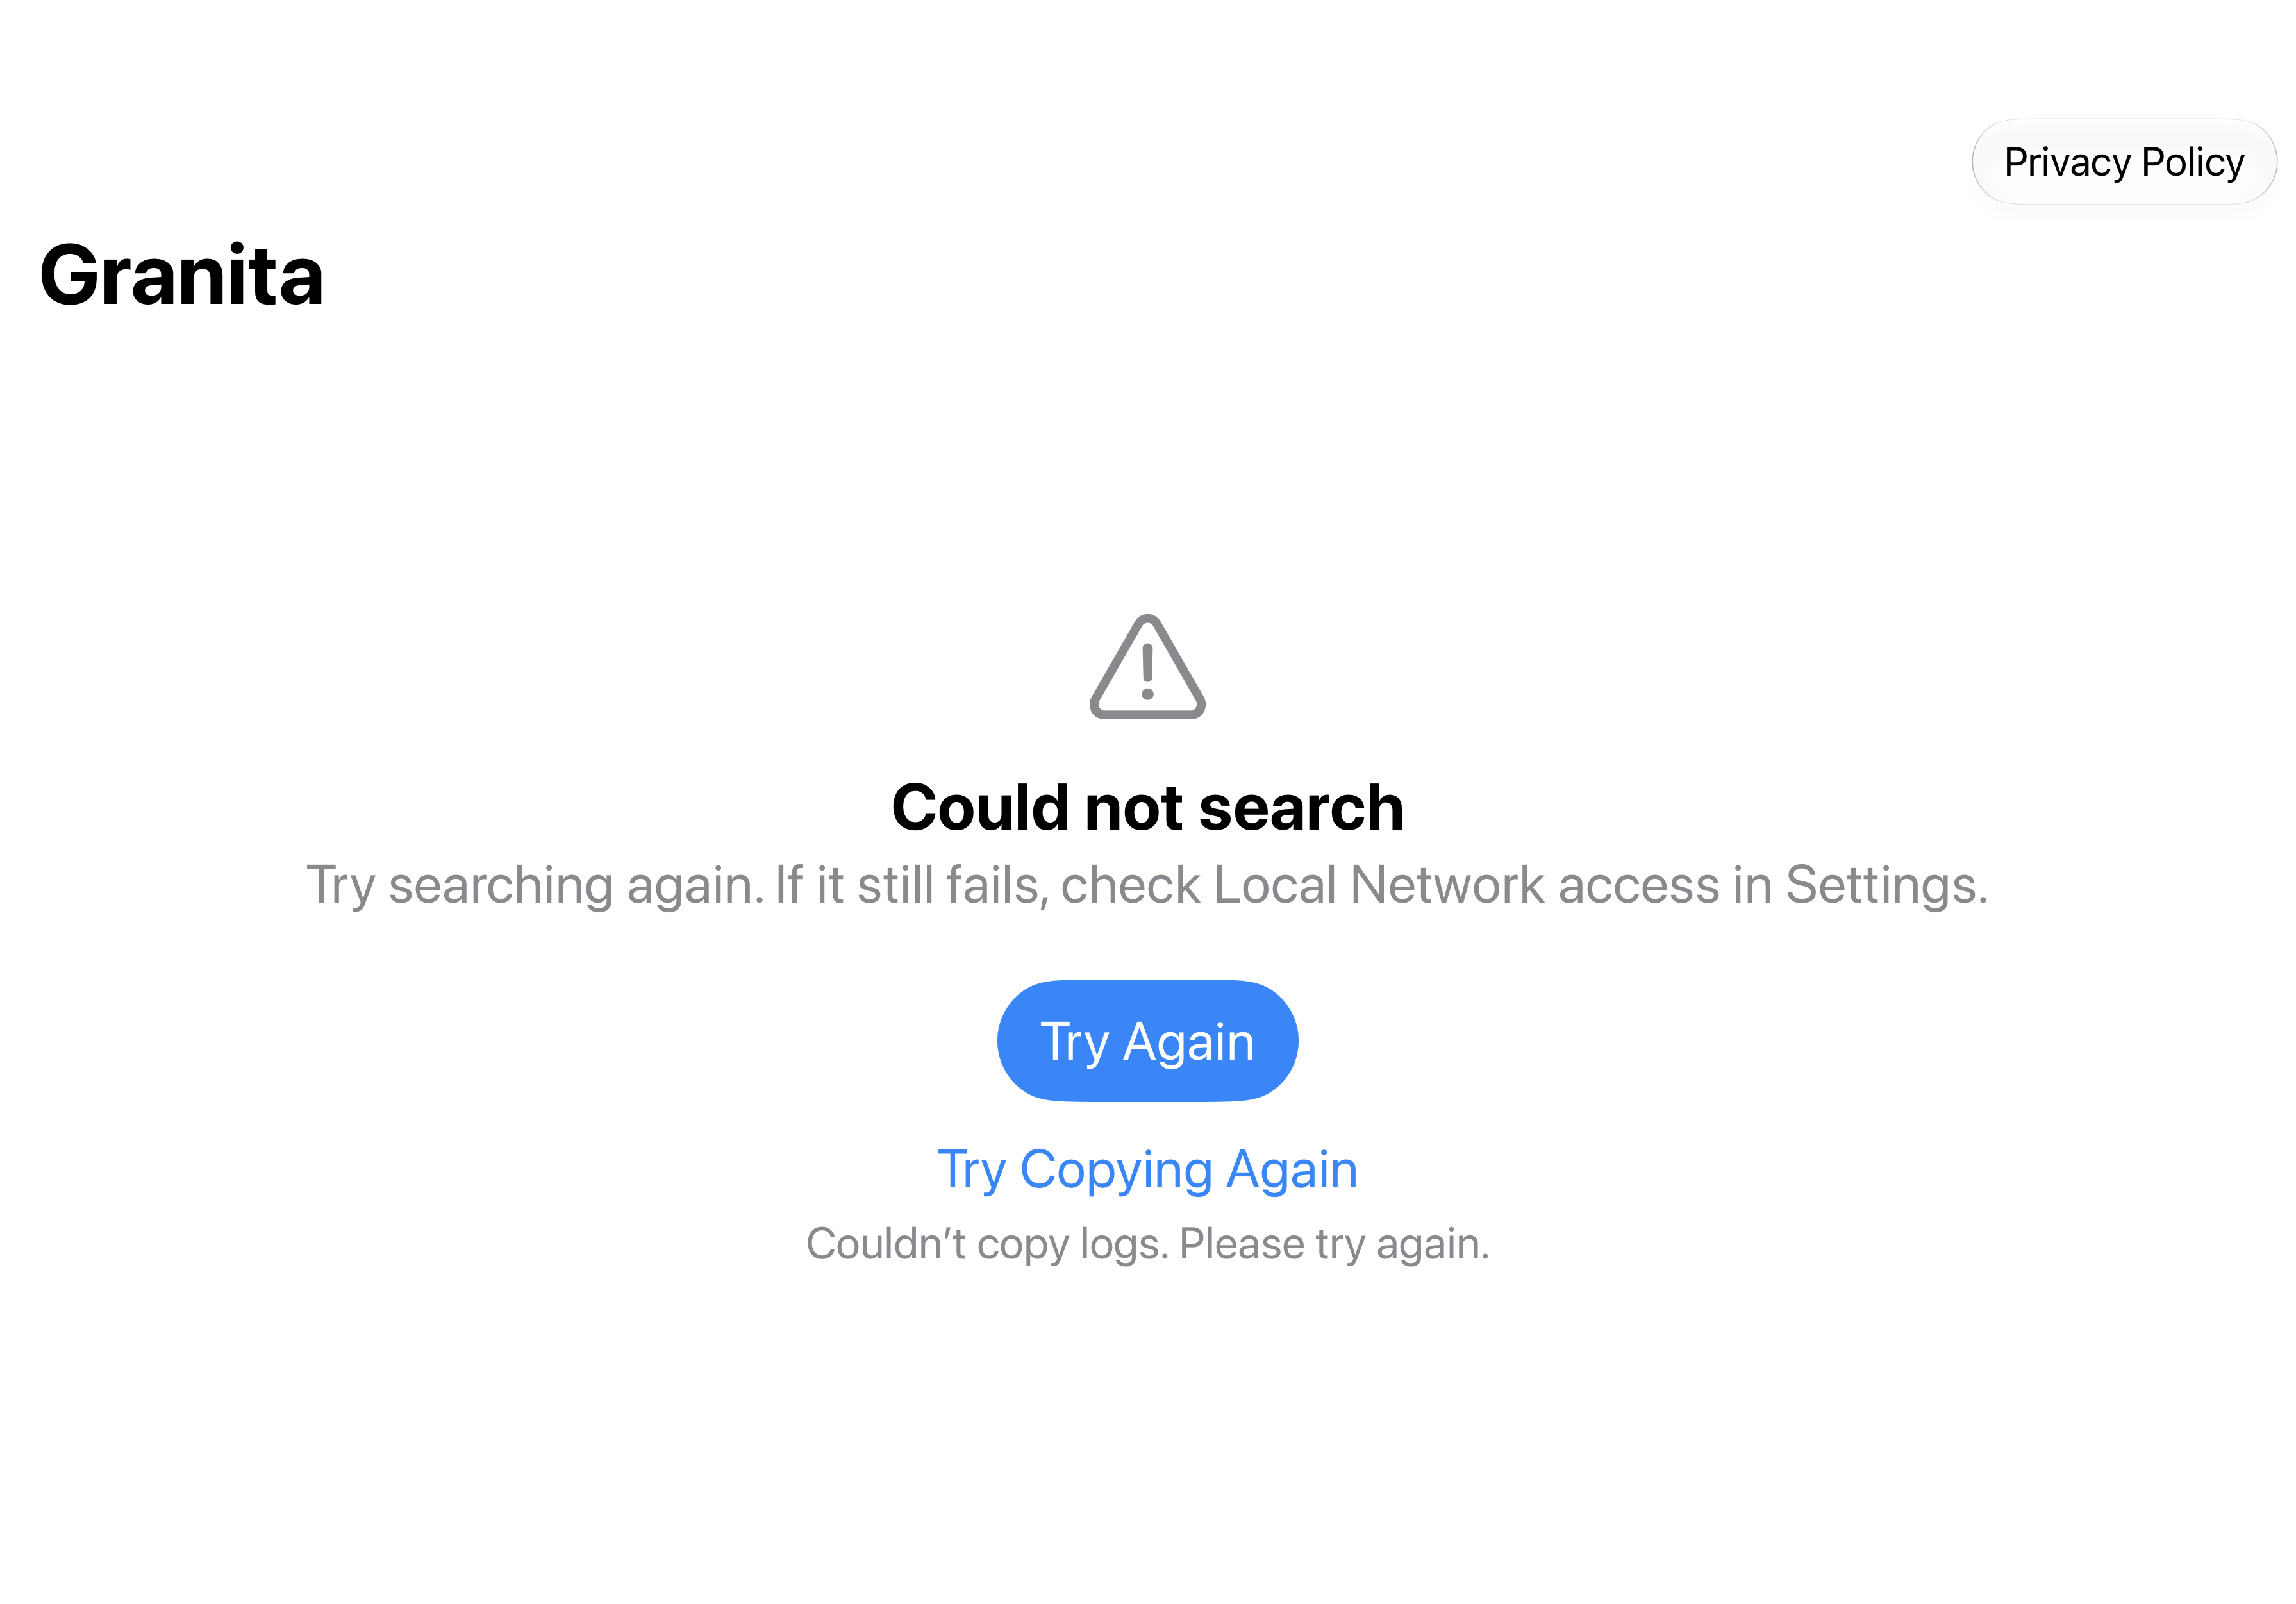 Privacy Policy
Granita
Could not search
Try searching again. If it still fails, check Local Network access in Settings.
Try Again
Try Copying Again
Couldn’t copy logs. Please try again.